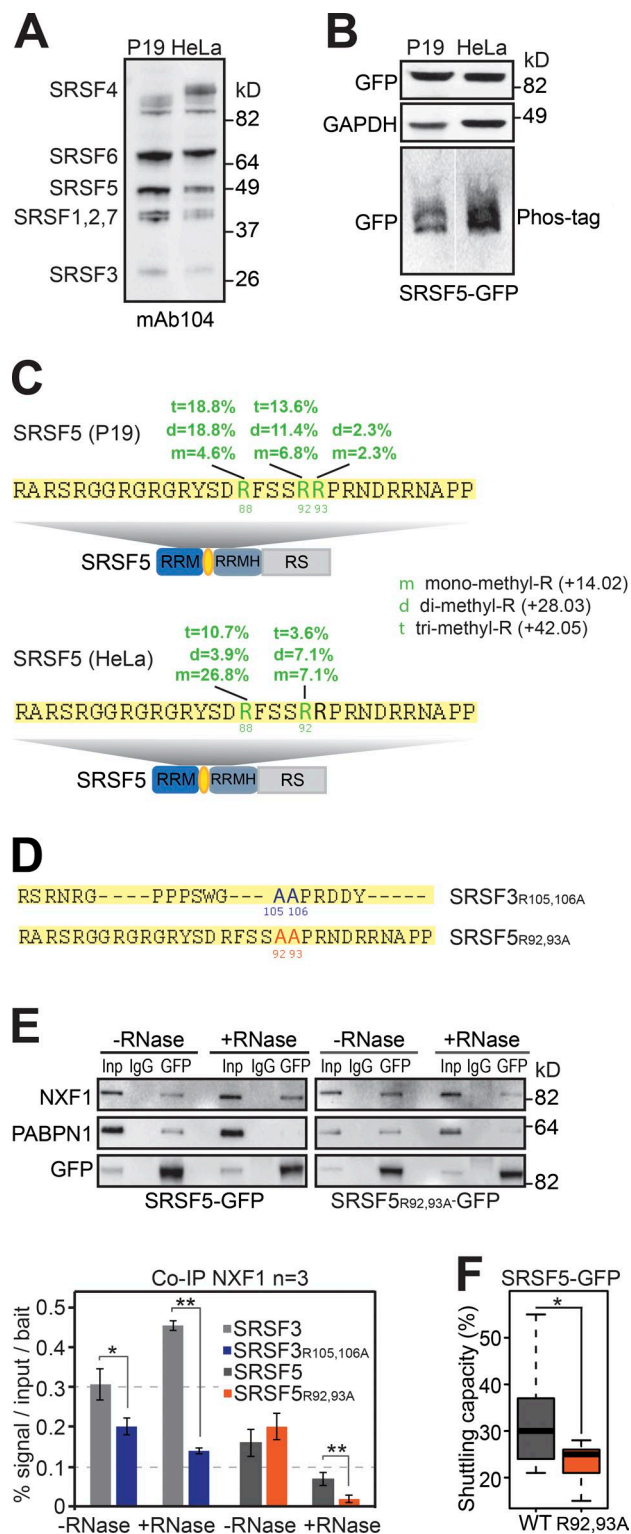 A
P19 HeLa
kD
SRSF4
82
SRSF6
64
SRSF5
49
SRSF1,2,7
37
SRSF3
26
mAb104
B
P19 HeLa
kD
GFP
82
GAPDH
49
GFP
Phos-tag
SRSF5-GFP
C
SRSF5 (P19)
t=18.8% t=13.6%
d=18.8% d=11.4% d=2.3%
m=4.6% m=6.8% m=2.3%
RARSRGGRGRGRYSDRFSSRRPRNDRRNAPP
88 92 93
SRSF5 RRM RRMH RS
m mono-methyl-R (+14.02)
d di-methyl-R (+28.03)
t tri-methyl-R (+42.05)
SRSF5 (HeLa)
t=10.7% t=3.6%
d=3.9% d=7.1%
m=26.8% m=7.1%
RARSRGGRGRGRYSDRFSSRRPRNDRRNAPP
88 92
SRSF5 RRM RRMH RS
D
RSRNRG----PPPSWG---AAPRDDY-----
SRSF3R105,106A
105 106
RARSRGGRGRGRYSDRFSSAAPRNDRRNAPP
SRSF5R92,93A
92 93
E
-RNase +RNase -RNase +RNase
Inp IgG GFP Inp IgG GFP Inp IgG GFP Inp IgG GFP kD
NXF1 82
PABPN1 64
GFP 82
SRSF5-GFP SRSF5R92,93A-GFP
Co-IP NXF1 n=3
% signal / input / bait
0.5
0.4
0.3
0.2
0.1
0
* ** **
SRSF3
SRSF3R105,106A
SRSF5
SRSF5R92,93A
-RNase +RNase -RNase +RNase
F
SRSF5-GFP
Shuttling capacity (%)
*
50
40
30
20
WT R92,93A